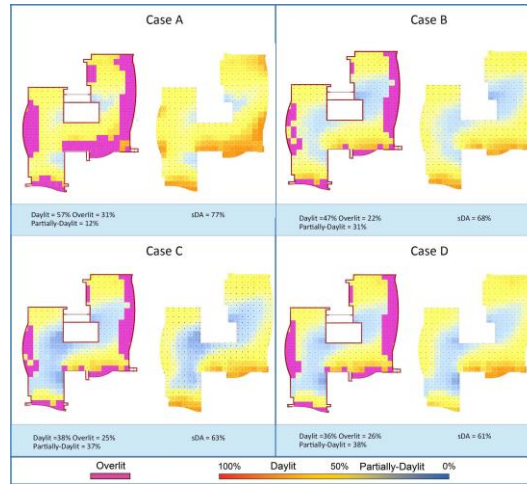 Case A
Case B
Daylit = 57% Overlit = 31%
Partially-Daylit = 12%
sDA = 77%
Daylit =47% Overlit = 22%
Partially-Daylit = 31%
sDA = 68%
Case C
Case D
Daylit =38% Overlit = 25%
Partially-Daylit = 37%
sDA = 63%
Daylit =36% Overlit = 26%
Partially-Daylit = 38%
sDA = 61%
Overlit
Daylit
Partially-Daylit
100%
50%
0%